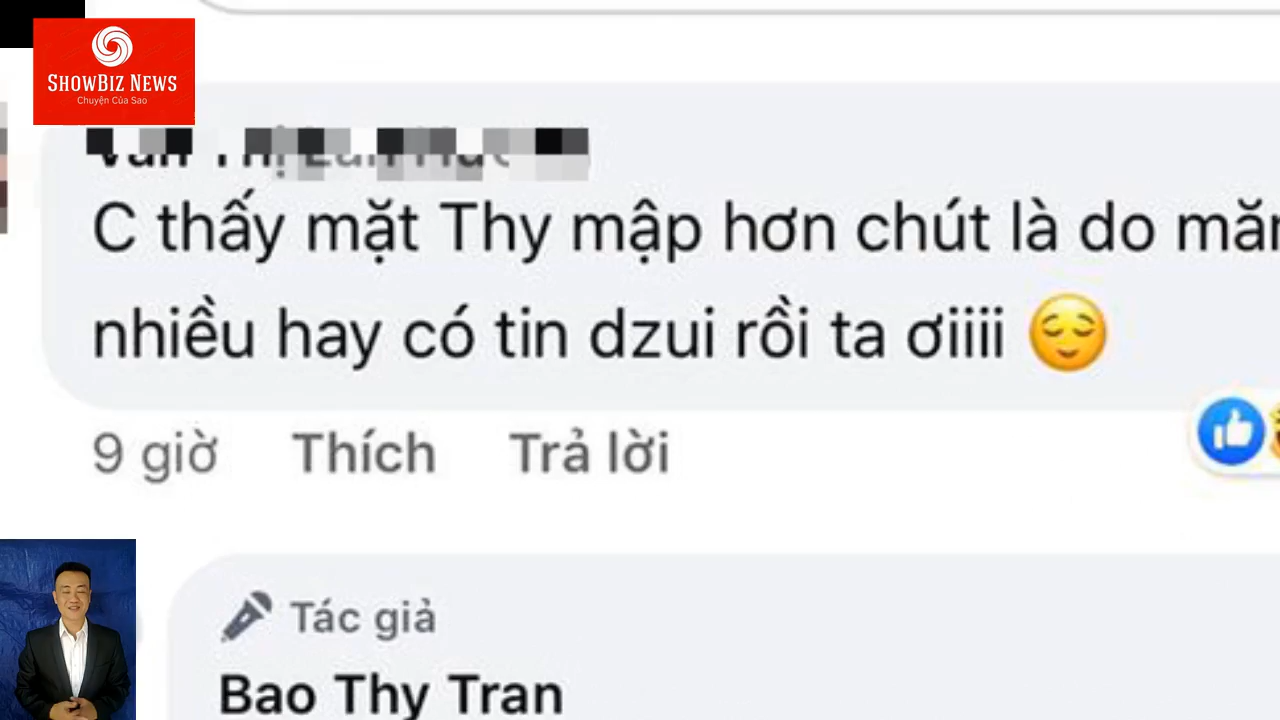 SHOWBIZ NEWS
Chuyện Của Sao
C thấy mặt Thy mập hơn chút là do
nhiều hay có tin dzui rồi ta ơiiii 😌
9 giờ Thích Trả lời
Tác giả
Bao Thy Tran